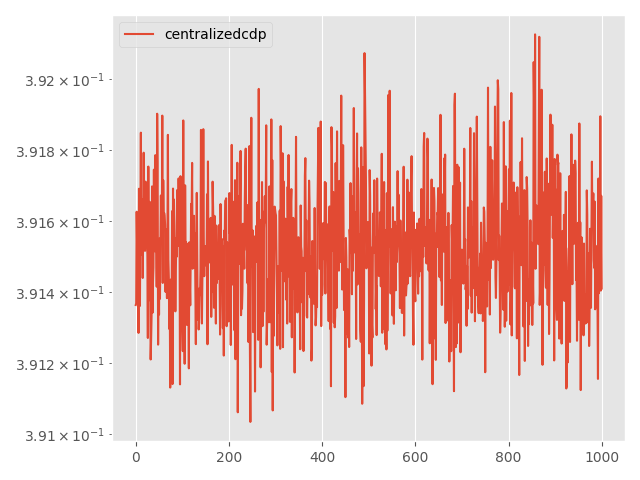 centralizedcdp
3.92 × 10⁻¹
3.918 × 10⁻¹
3.916 × 10⁻¹
3.914 × 10⁻¹
3.912 × 10⁻¹
3.91 × 10⁻¹
0 200 400 600 800 1000